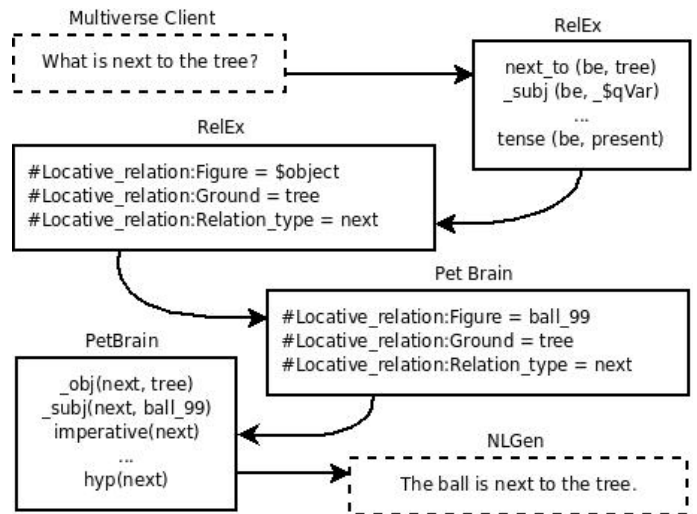 Multiverse Client
What is next to the tree?
RelEx
next_to (be, tree)
_subj (be, _$qVar)
...
tense (be, present)
RelEx
#Locative_relation:Figure = $object
#Locative_relation:Ground = tree
#Locative_relation:Relation_type = next
Pet Brain
#Locative_relation:Figure = ball_99
#Locative_relation:Ground = tree
#Locative_relation:Relation_type = next
PetBrain
_obj(next, tree)
_subj(next, ball_99)
imperative(next)
...
hyp(next)
NLGen
The ball is next to the tree.